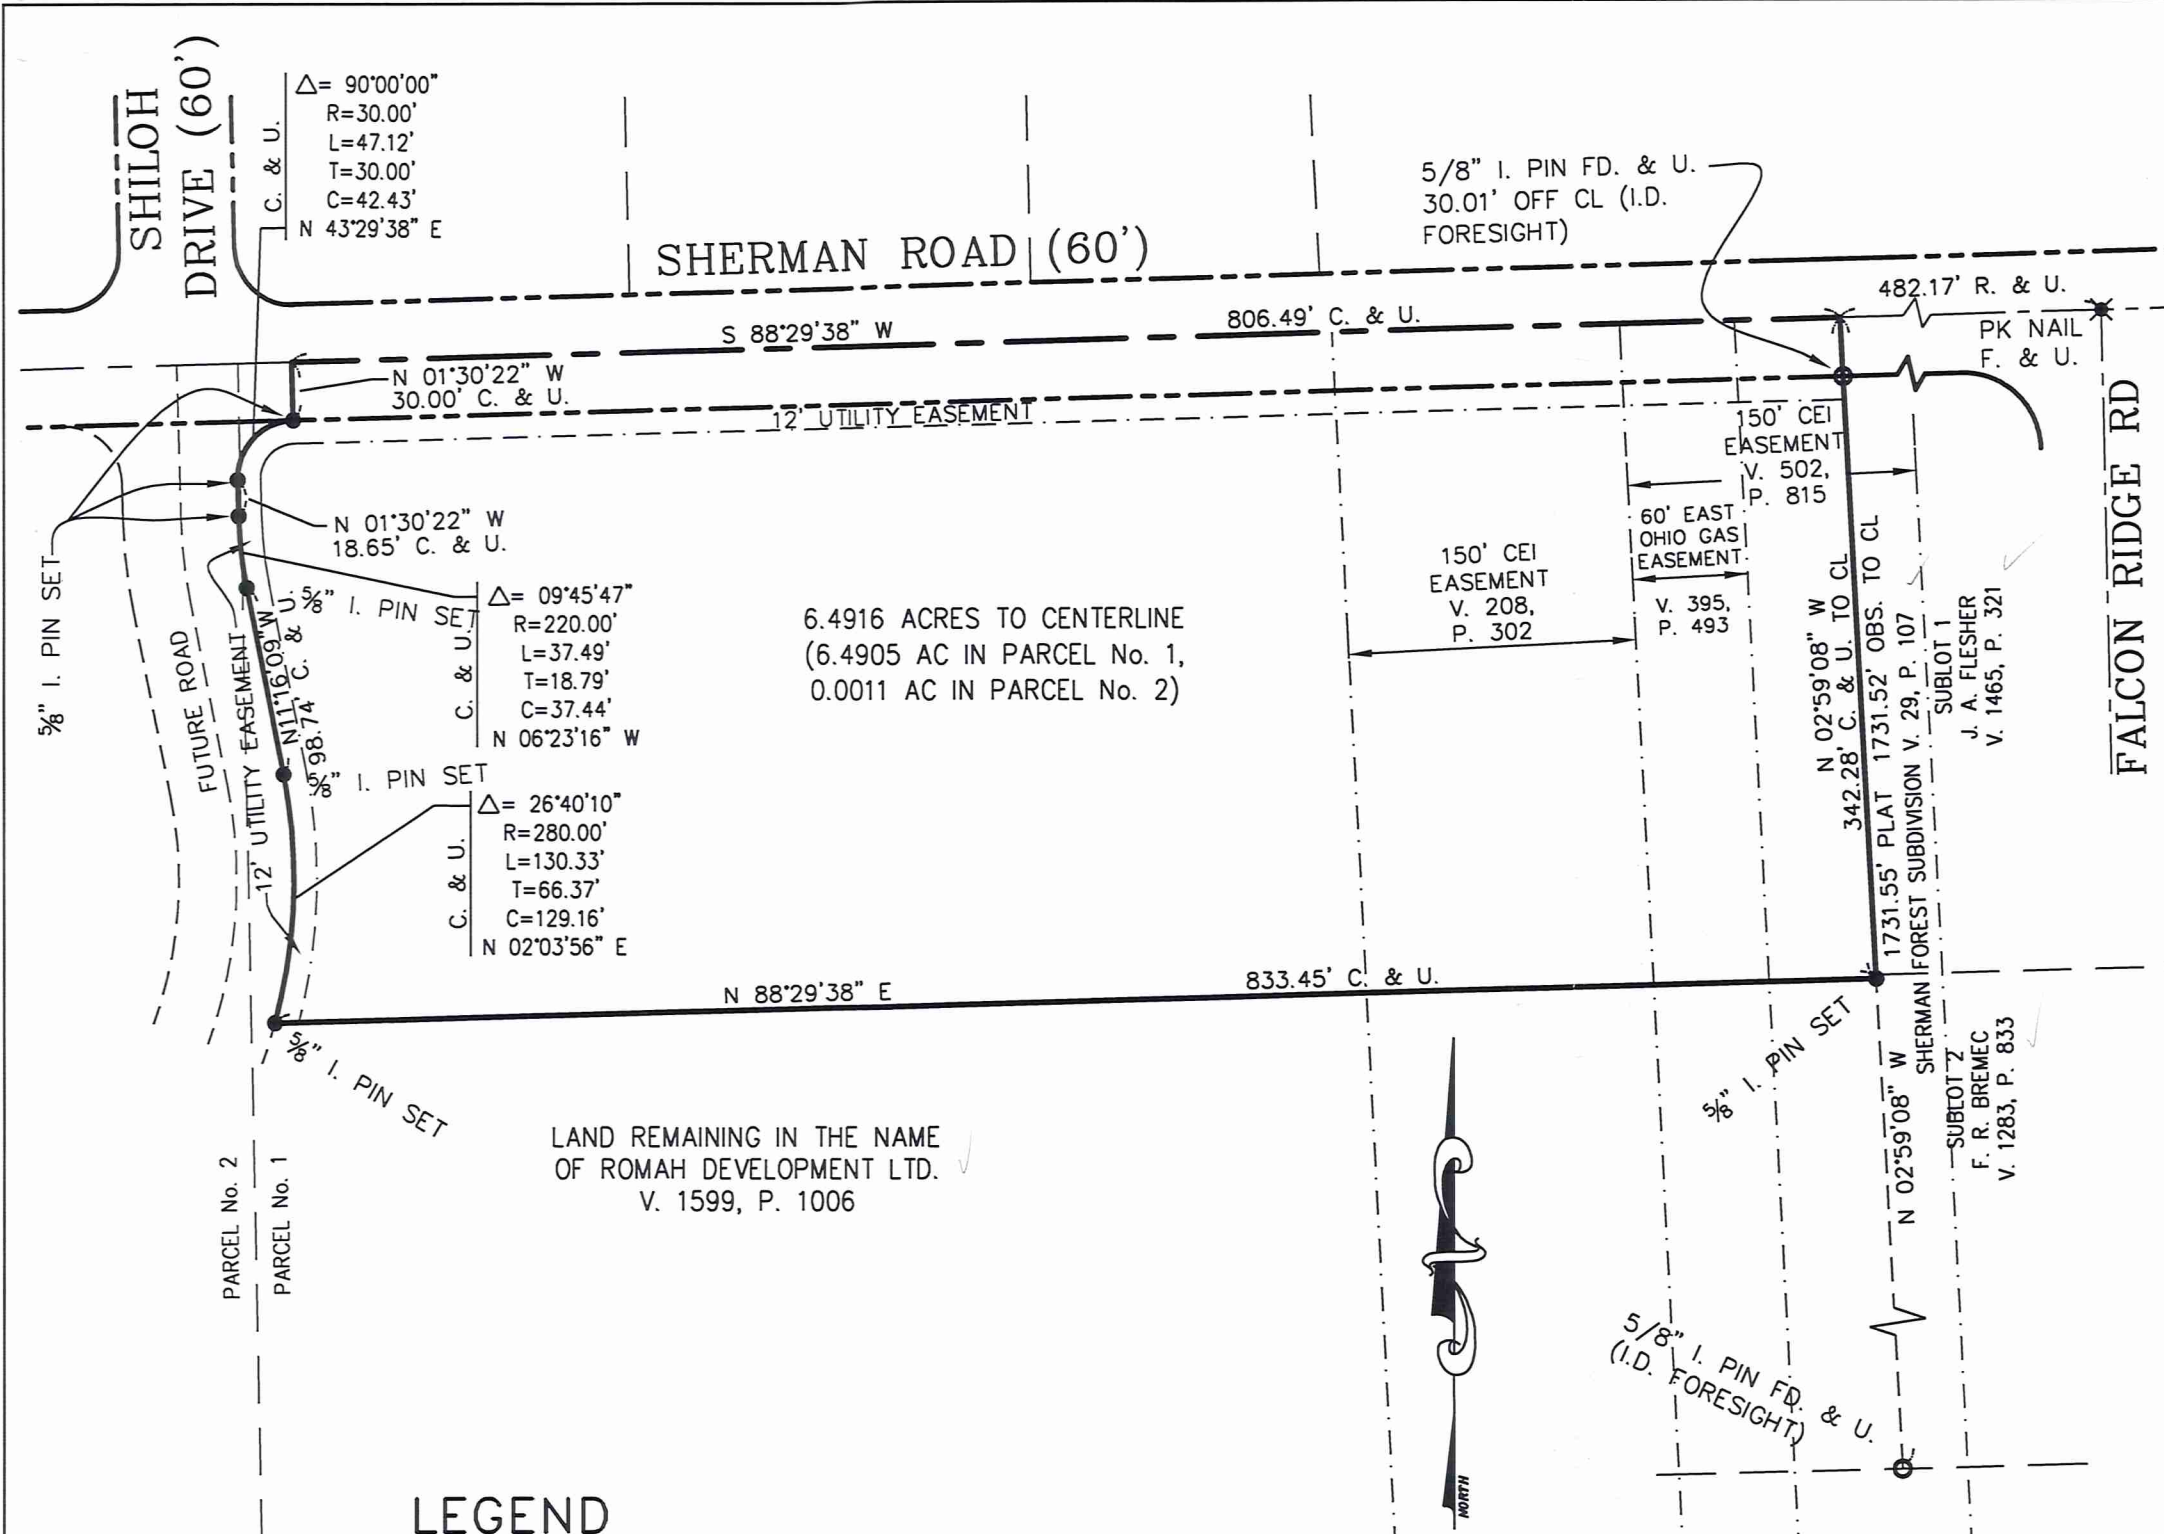 SHILOH
DRIVE (60')
△= 90°00'00"
R=30.00'
L=47.12'
T=30.00'
C=42.43'
N 43°29'38" E
C. & U.
SHERMAN ROAD (60')
5/8" I. PIN FD. & U.
30.01' OFF CL (I.D.
FORESIGHT)
482.17' R. & U.
PK NAIL
F. & U.
S 88°29'38" W
806.49' C. & U.
N 01°30'22" W
30.00' C. & U.
12' UTILITY EASEMENT
150' CEI
EASEMENT
V. 502,
P. 815
FALCON RIDGE RD
N 01°30'22" W
18.65' C. & U.
5/8" I. PIN SET
60' EAST
OHIO GAS
EASEMENT
V. 395,
P. 493
150' CEI
EASEMENT
V. 208,
P. 302
5/8" I. PIN SET
△= 09°45'47"
R=220.00'
L=37.49'
T=18.79'
C=37.44'
N 06°23'16" W
C. & U.
6.4916 ACRES TO CENTERLINE
(6.4905 AC IN PARCEL No. 1,
0.0011 AC IN PARCEL No. 2)
FUTURE ROAD
12' UTILITY EASEMENT
N11°16'09"W
98.74' C. & U.
5/8" I. PIN SET
△= 26°40'10"
R=280.00'
L=130.33'
T=66.37'
C=129.16'
N 02°03'56" E
C. & U.
N 02°59'08" W
342.28' C. & U. TO CL
1731.55' PLAT 1731.52' OBS. TO CL
SHERMAN FOREST SUBDIVISION V. 29, P. 107
SUBLOT 1
J. A. FLESHER
V. 1465, P. 321
N 88°29'38" E
833.45' C. & U.
5/8" I. PIN SET
5/8" I. PIN SET
N 02°59'08" W
SUBLOT 2
F. R. BREMEC
V. 1283, P. 833
LAND REMAINING IN THE NAME
OF ROMAH DEVELOPMENT LTD.
V. 1599, P. 1006
PARCEL No. 2
PARCEL No. 1
5/8" I. PIN FD. & U.
(I.D. FORESIGHT)
NORTH
LEGEND